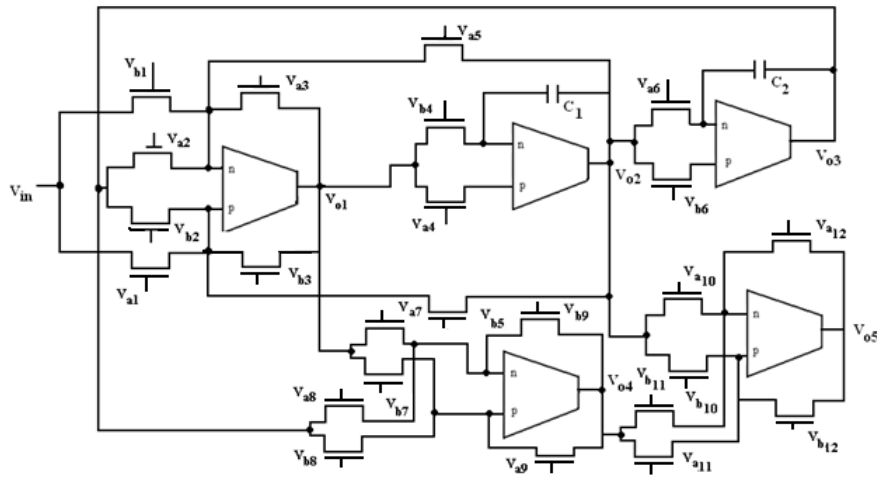 Va5
Vb1
Va3
Va6
C2
Vb4
C1
Va2
n
n
n
Vin
p
Vo1
p
Vo2
p
Vo3
Vb2
Va4
Vb6
Vb3
Va12
Va1
Va10
Va7
Vb5
Vb9
n
Vo5
p
n
Va8
Vb7
Vo4
Vb11
Vb10
p
Vb8
Va9
Va11
Vb12